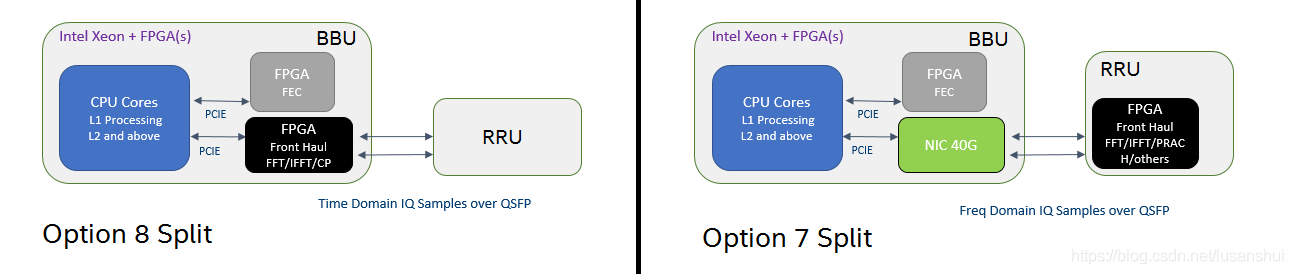 Intel Xeon + FPGA(s)
BBU
FPGA
FEC
CPU Cores
L1 Processing
L2 and above
PCIE
PCIE
FPGA
Front Haul
FFT/IFFT/CP
RRU
Time Domain IQ Samples over QSFP
Option 8 Split
Intel Xeon + FPGA(s)
BBU
FPGA
FEC
CPU Cores
L1 Processing
L2 and above
PCIE
PCIE
NIC 40G
RRU
FPGA
Front Haul
FFT/IFFT/PRAC
H/others
Freq Domain IQ Samples over QSFP
Option 7 Split
https://blog.csdn.net/lusanshui